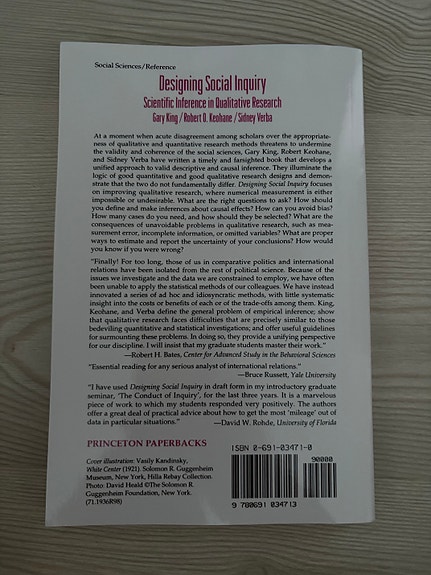 Social Sciences/Reference
Designing Social Inquiry
Scientific Inference in Qualitative Research
Gary King / Robert O. Keohane / Sidney Verba
At a moment when acute disagreement among scholars over the appropriate-
ness of qualitative and quantitative research methods threatens to undermine
the validity and coherence of the social sciences, Gary King, Robert Keohane,
and Sidney Verba have written a timely and farsighted book that develops a
unified approach to valid descriptive and causal inference. They illuminate the
logic of good quantitative and good qualitative research designs and demon-
strate that the two do not fundamentally differ. Designing Social Inquiry focuses
on improving qualitative research, where numerical measurement is either
impossible or undesirable. What are the right questions to ask? How should
you define and make inferences about causal effects? How can you avoid bias?
How many cases do you need, and how should they be selected? What are the
consequences of unavoidable problems in qualitative research, such as mea-
surement error, incomplete information, or omitted variables? What are proper
ways to estimate and report the uncertainty of your conclusions? How would
you know if you were wrong?
"Finally! For too long, those of us in comparative politics and international
relations have been isolated from the rest of political science. Because of the
issues we investigate and the data we are constrained to employ, we have often
been unable to apply the statistical methods of our colleagues. We have instead
innovated a series of ad hoc and idiosyncratic methods, with little systematic
insight into the costs or benefits of each or of the trade-offs among them. King,
Keohane, and Verba define the general problem of empirical inference; show
that qualitative research faces difficulties that are precisely similar to those
bedeviling quantitative and statistical investigations; and offer useful guidelines
for surmounting these problems. In doing so, they provide a unifying perspective
for our discipline. I will insist that my graduate students master their work."
—Robert H. Bates, Center for Advanced Study in the Behavioral Sciences
"Essential reading for any serious analyst of international relations."
—Bruce Russett, Yale University
"I have used Designing Social Inquiry in draft form in my introductory graduate
seminar, 'The Conduct of Inquiry', for the last three years. It is a marvelous
piece of work to which my students responded very positively. The authors
offer a great deal of practical advice about how to get the most 'mileage' out of
data in particular situations."
—David W. Rohde, University of Florida
PRINCETON PAPERBACKS
Cover illustration: Vasily Kandinsky,
White Center (1921). Solomon R. Guggenheim
Museum, New York, Hilla Rebay Collection.
Photo: David Heald ©The Solomon R.
Guggenheim Foundation, New York.
(71.1936R98)
ISBN 0-691-03471-0
90000
9 780691 034713